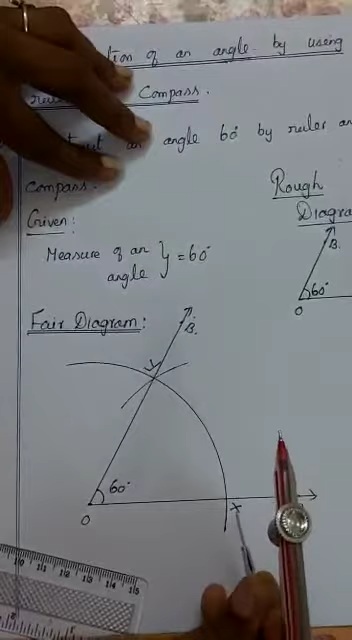 tion of an angle by using
Compass.
an angle 60° by ruler an
Compass.
Given:
Measure of an
angle } = 60°
Rough
Diagra
B.
60°
O
Fair Diagram:
B.
Y
60°
O
X
11 12 13 14 15